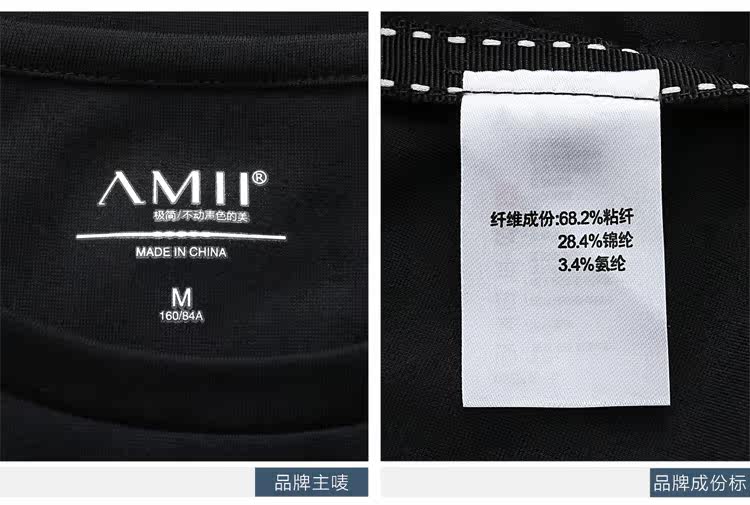 AMII®
极简/不动声色的美
MADE IN CHINA
M
160/84A
品牌主唛
纤维成份:68.2%粘纤
28.4%锦纶
3.4%氨纶
品牌成份标